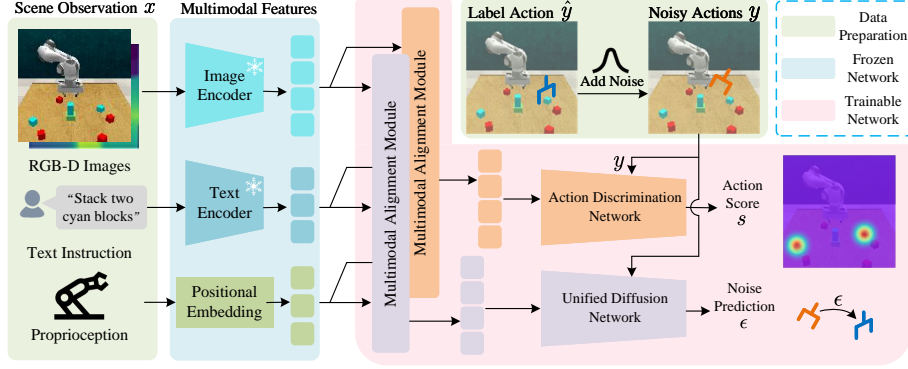 Scene Observation x
Multimodal Features
Label Action ŷ
Noisy Actions y
Data
Preparation
Frozen
Network
Trainable
Network
Add Noise
Image
Encoder
RGB-D Images
Text
Encoder
"Stack two
cyan blocks"
Text Instruction
Positional
Embedding
Proprioception
Multimodal Alignment Module
Multimodal Alignment Module
y
Action Discrimination
Network
Action
Score
s
Unified Diffusion
Network
Noise
Prediction
ϵ
ϵ